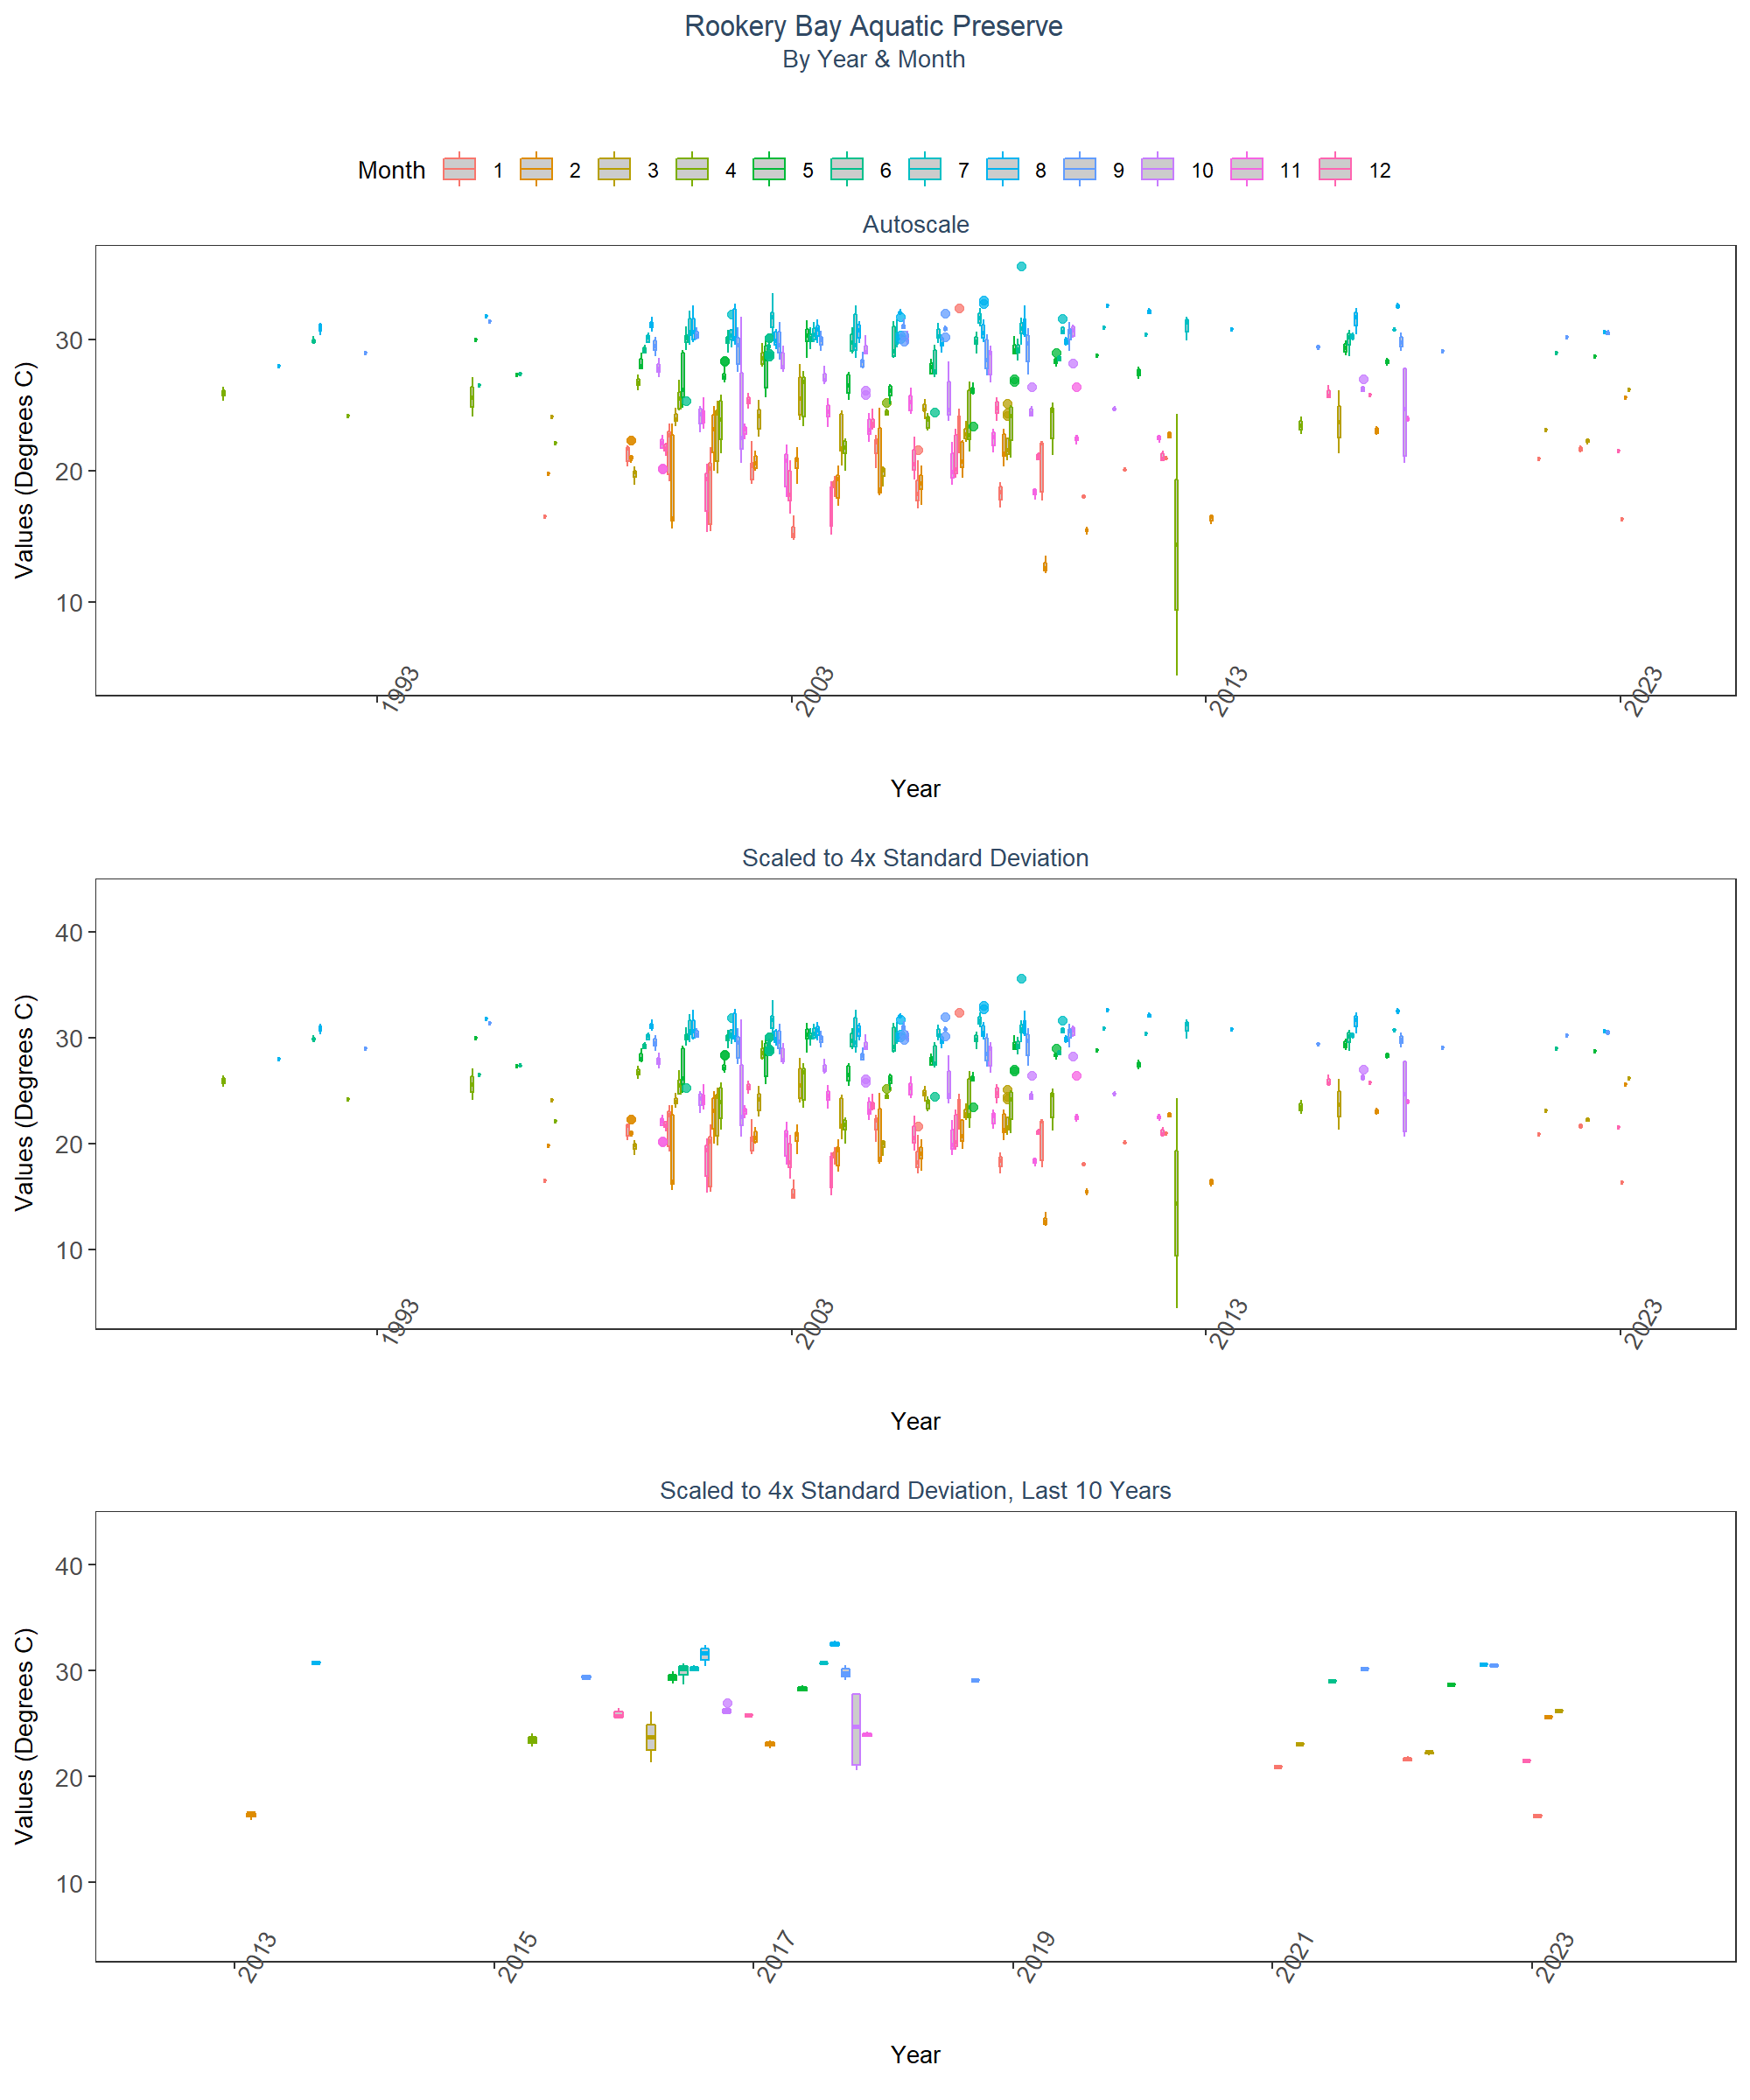 Rookery Bay Aquatic Preserve
By Year & Month
Month 1 2 3 4 5 6 7 8 9 10 11 12
Autoscale
Values (Degrees C)
30
20
10
1993 2003 2013 2023
Year
Scaled to 4x Standard Deviation
Values (Degrees C)
40
30
20
10
1993 2003 2013 2023
Year
Scaled to 4x Standard Deviation, Last 10 Years
Values (Degrees C)
40
30
20
10
2013 2015 2017 2019 2021 2023
Year